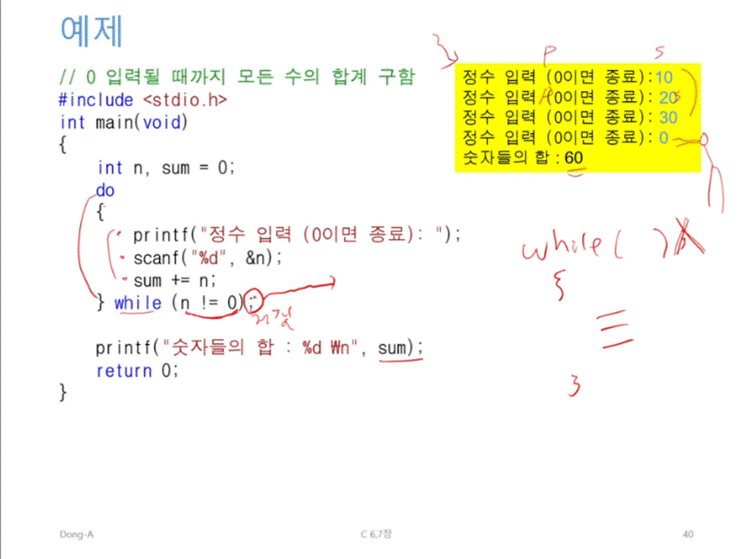 예제
// 0 입력될 때까지 모든 수의 합계 구함
#include <stdio.h>
int main(void)
{
int n, sum = 0;
do
{
printf("정수 입력 (0이면 종료): ");
scanf("%d", &n);
sum += n;
} while (n != 0);
printf("숫자들의 합 : %d ₩n", sum);
return 0;
}
P S
정수 입력 (0이면 종료):10
정수 입력 (0이면 종료): 20
정수 입력 (0이면 종료): 30
정수 입력 (0이면 종료): 0
숫자들의 합 : 60
while( )
{
}
Dong-A
C 6,7장
40